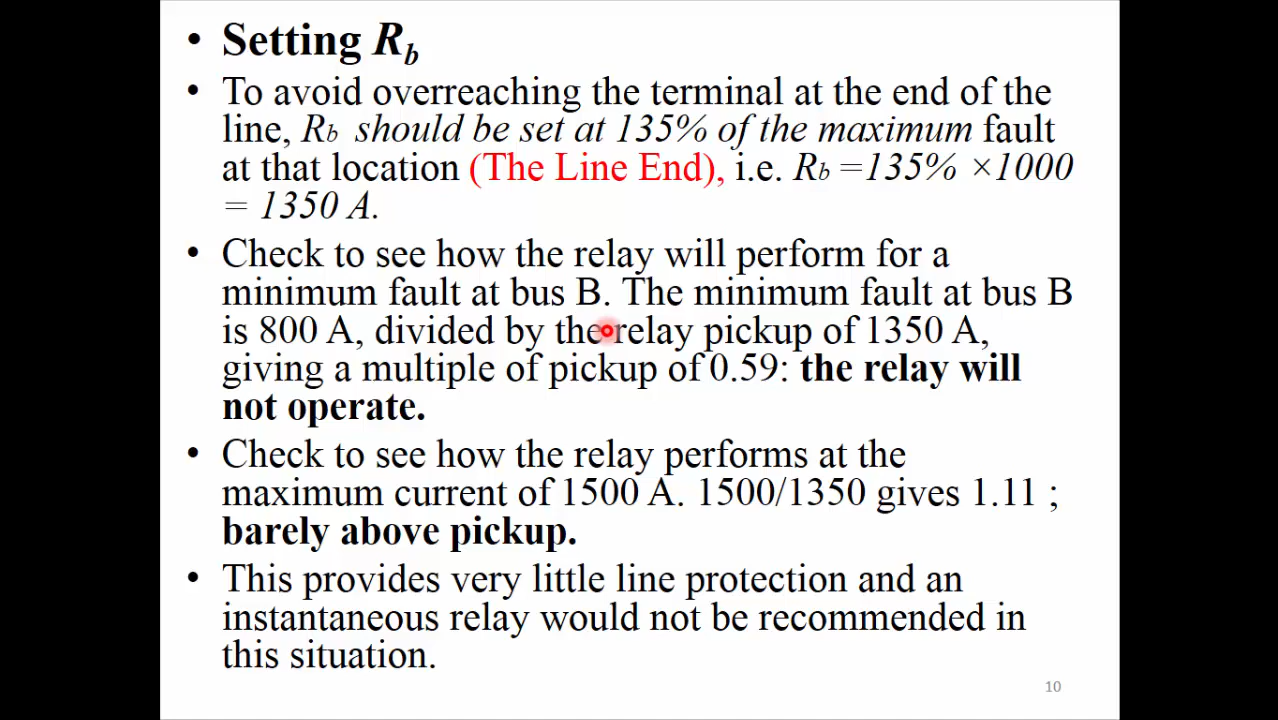 • Setting Rb
• To avoid overreaching the terminal at the end of the
line, Rb should be set at 135% of the maximum fault
at that location (The Line End), i.e. Rb =135% ×1000
= 1350 A.
• Check to see how the relay will perform for a
minimum fault at bus B. The minimum fault at bus B
is 800 A, divided by the relay pickup of 1350 A,
giving a multiple of pickup of 0.59: the relay will
not operate.
• Check to see how the relay performs at the
maximum current of 1500 A. 1500/1350 gives 1.11 ;
barely above pickup.
• This provides very little line protection and an
instantaneous relay would not be recommended in
this situation.
10